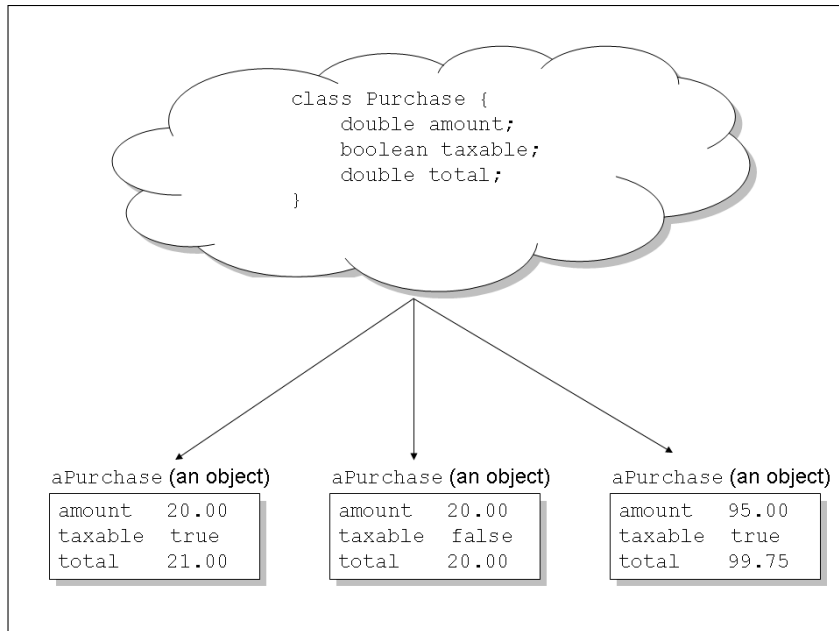 class Purchase {
double amount;
boolean taxable;
double total;
}
aPurchase (an object)
amount 20.00
taxable true
total 21.00
aPurchase (an object)
amount 20.00
taxable false
total 20.00
aPurchase (an object)
amount 95.00
taxable true
total 99.75